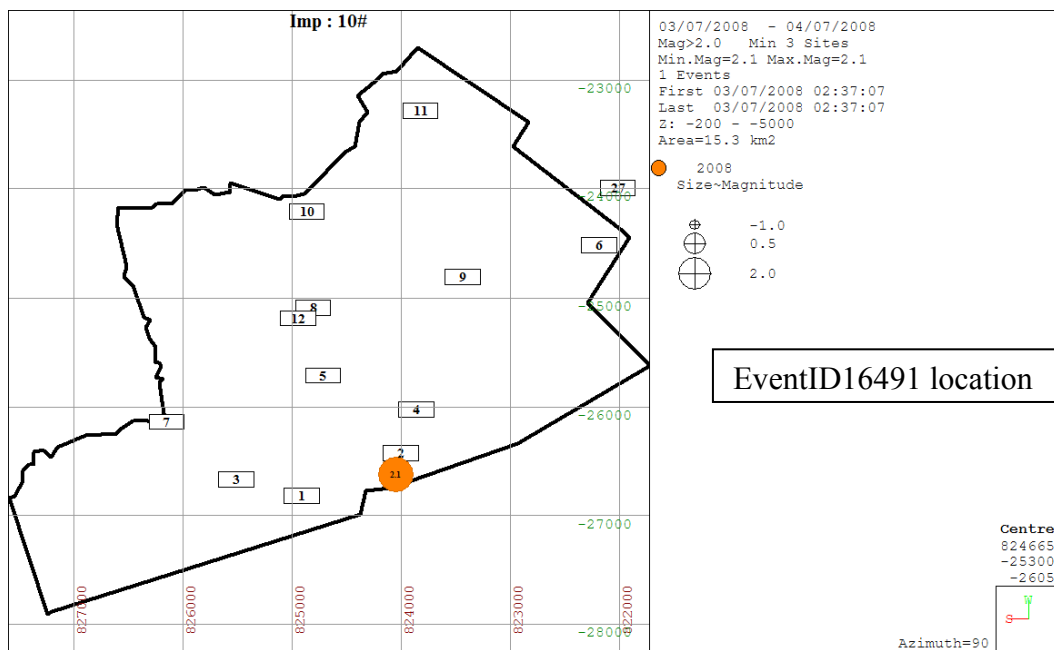 Imp : 10#
11
27
10
6
9
8
12
5
4
7
2
2.1
3
1
-23000
-24000
-25000
-26000
-27000
-28000
827000
826000
825000
824000
823000
822000
03/07/2008 - 04/07/2008
Mag>2.0 Min 3 Sites
Min.Mag=2.1 Max.Mag=2.1
1 Events
First 03/07/2008 02:37:07
Last 03/07/2008 02:37:07
Z: -200 - -5000
Area=15.3 km2
2008
Size~Magnitude
-1.0
0.5
2.0
EventID16491 location
Centre
824665
-25300
-2605
N
S
Azimuth=90